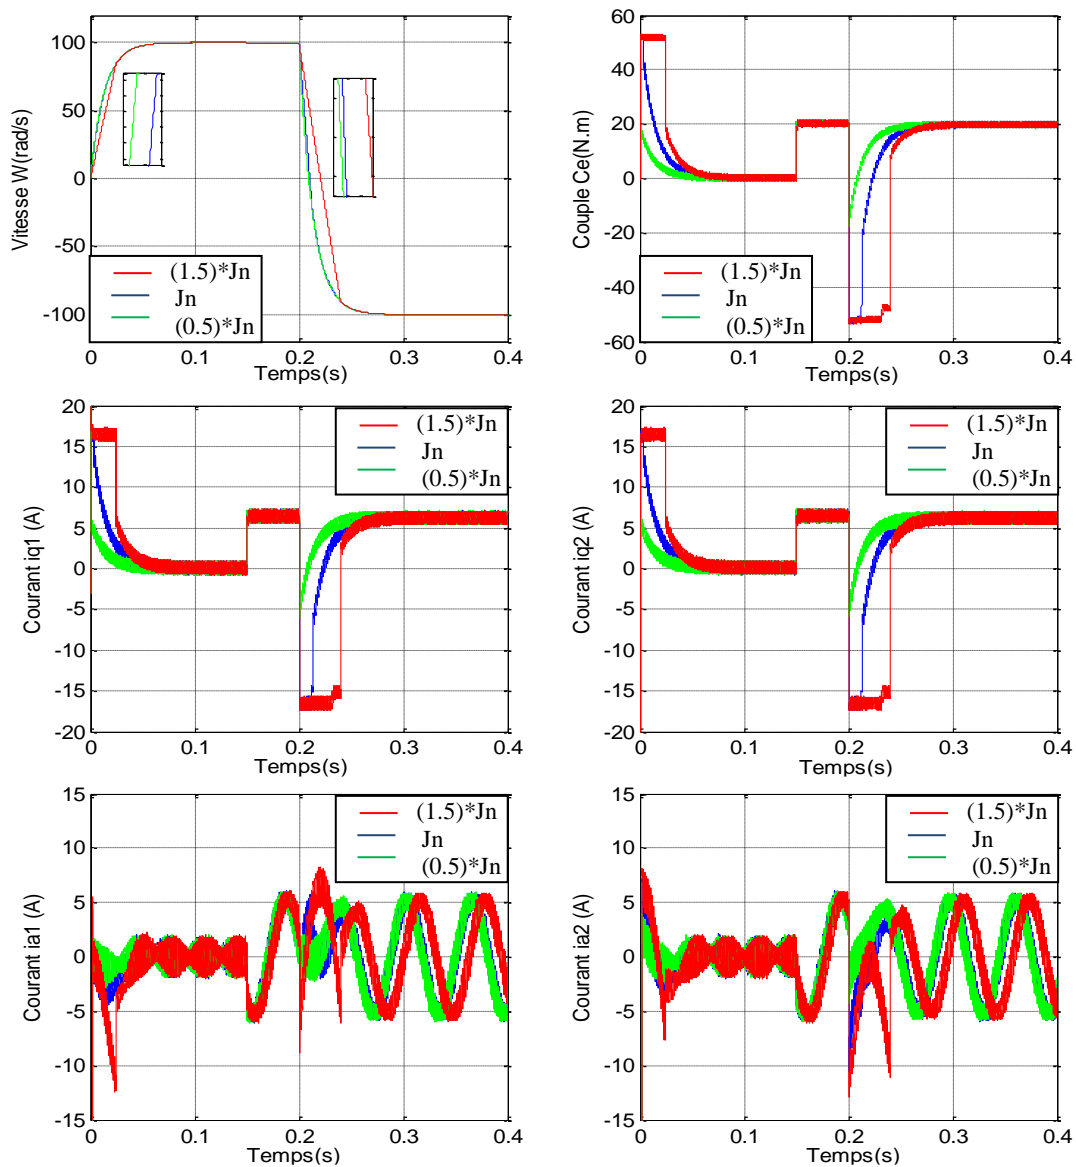 100
50
0
-50
-100
Vitesse W(rad/s)
(1.5)*Jn
Jn
(0.5)*Jn
0 0.1 0.2 0.3 0.4
Temps(s)
60
40
20
0
-20
-40
-60
Couple Ce(N.m)
(1.5)*Jn
Jn
(0.5)*Jn
0 0.1 0.2 0.3 0.4
Temps(s)
20
15
10
5
0
-5
-10
-15
-20
Courant iq1 (A)
(1.5)*Jn
Jn
(0.5)*Jn
0 0.1 0.2 0.3 0.4
Temps(s)
20
15
10
5
0
-5
-10
-15
-20
Courant iq2 (A)
(1.5)*Jn
Jn
(0.5)*Jn
0 0.1 0.2 0.3 0.4
Temps(s)
15
10
5
0
-5
-10
-15
Courant ia1 (A)
(1.5)*Jn
Jn
(0.5)*Jn
0 0.1 0.2 0.3 0.4
Temps(s)
15
10
5
0
-5
-10
-15
Courant ia2 (A)
(1.5)*Jn
Jn
(0.5)*Jn
0 0.1 0.2 0.3 0.4
Temps(s)